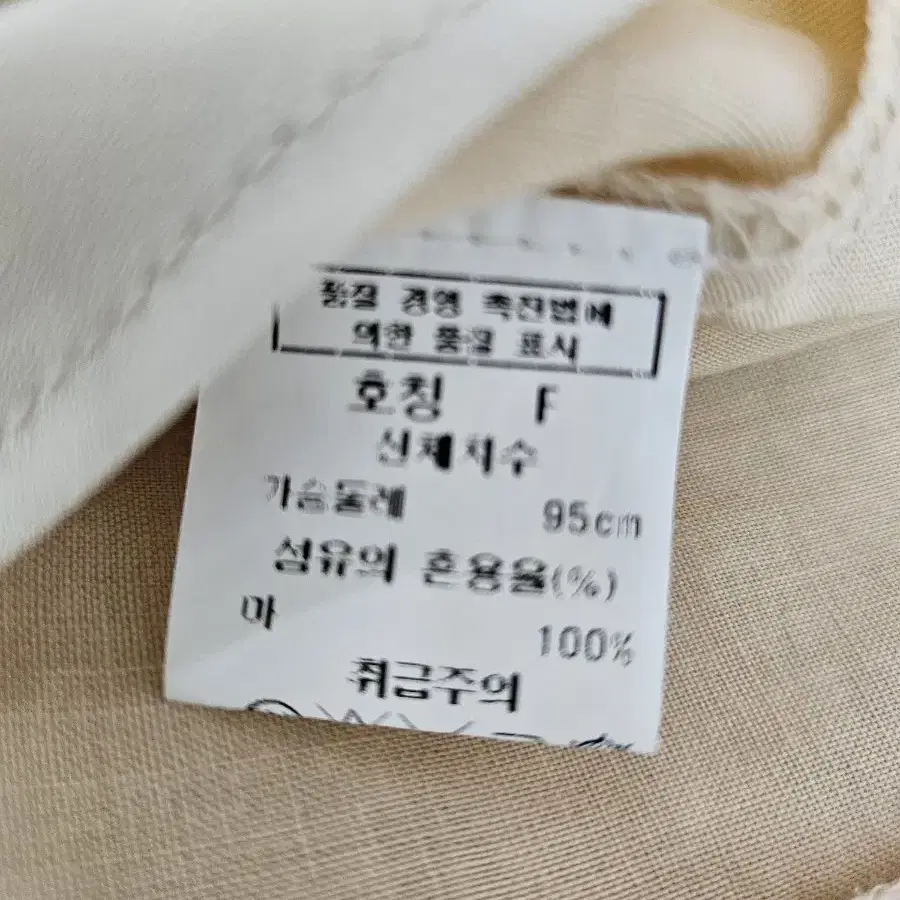 품질 경영 촉진법에
의한 품질 표시
호칭 F
신체치수
가슴둘레 95cm
섬유의 혼용율(%)
마 100%
취급주의